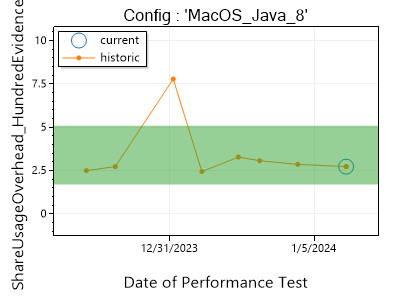 Config : 'MacOS_Java_8'
current
historic
ShareUsageOverhead_HundredEvidence
10
7.5
5
2.5
0
12/31/2023
1/5/2024
Date of Performance Test